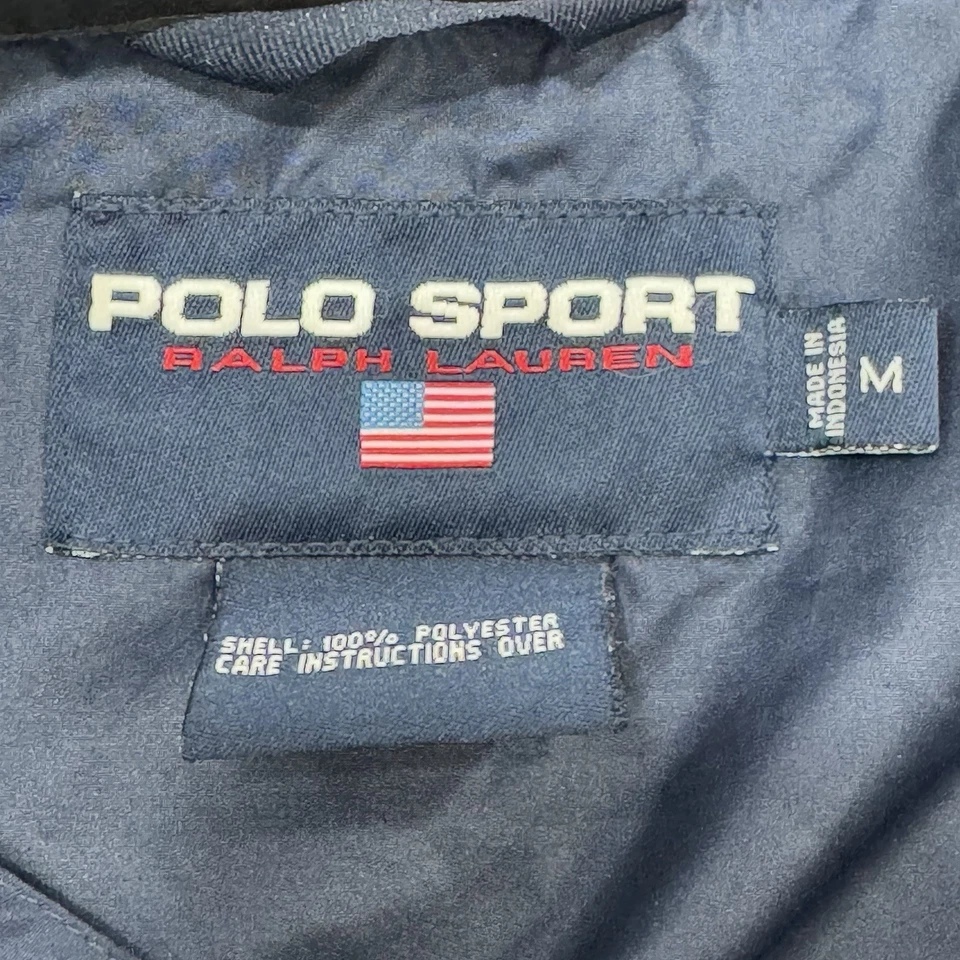 POLO SPORT
RALPH LAUREN
MADE IN
INDONESIA
M
SHELL: 100% POLYESTER
CARE INSTRUCTIONS OVER